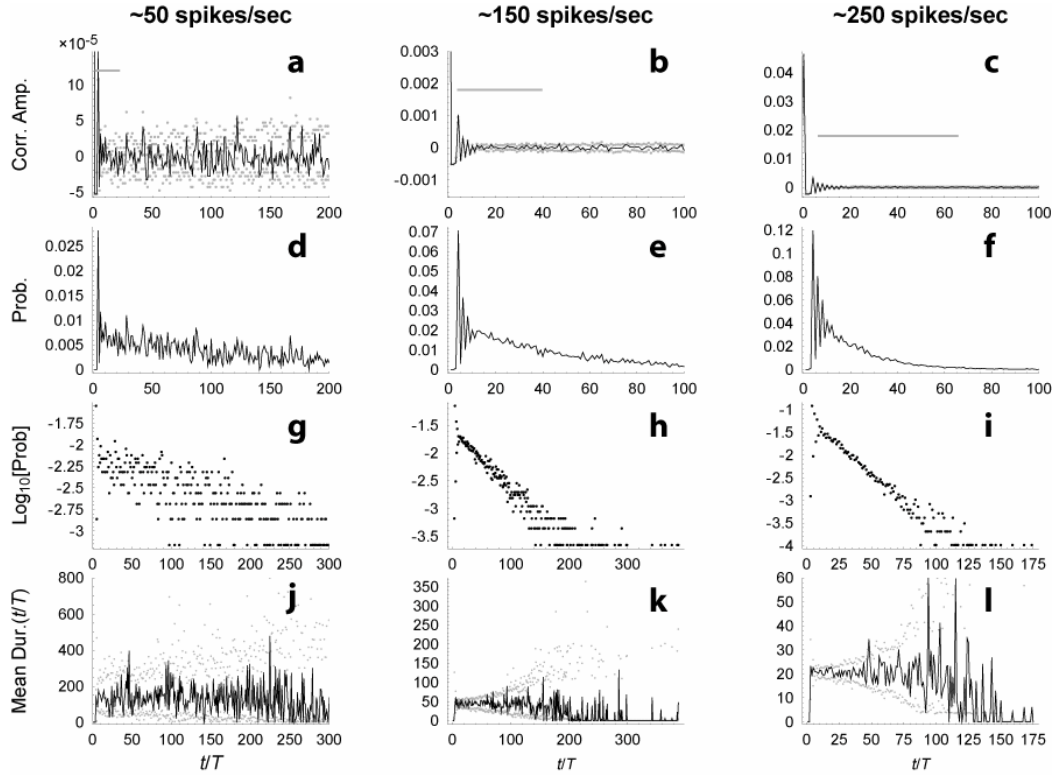 ~50 spikes/sec ~150 spikes/sec ~250 spikes/sec
×10-5
Corr. Amp.
a
10
5
0
-5
0 50 100 150 200
b
0.003
0.002
0.001
0
-0.001
0 20 40 60 80 100
c
0.04
0.03
0.02
0.01
0
0 20 40 60 80 100
Prob.
d
0.025
0.02
0.015
0.01
0.005
0
0 50 100 150 200
e
0.07
0.06
0.05
0.04
0.03
0.02
0.01
0
0 20 40 60 80 100
f
0.12
0.10
0.08
0.06
0.04
0.02
0
0 20 40 60 80 100
Log10[Prob]
g
-1.75
-2
-2.25
-2.5
-2.75
-3
0 50 100 150 200 250 300
h
-1.5
-2
-2.5
-3
-3.5
0 100 200 300
i
-1
-1.5
-2
-2.5
-3
-3.5
-4
0 25 50 75 100 125 150 175
Mean Dur.(t/T)
j
800
600
400
200
0
0 50 100 150 200 250 300
t/T
k
350
300
250
200
150
100
50
0
0 100 200 300
t/T
l
60
50
40
30
20
10
0
0 25 50 75 100 125 150 175
t/T